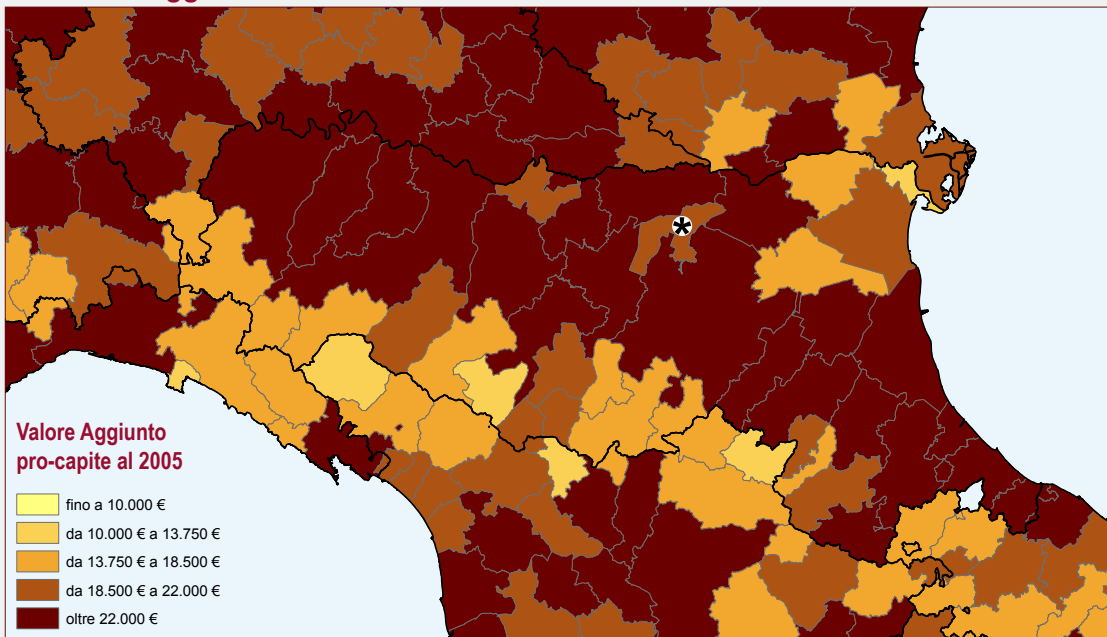 Valore Aggiunto
pro-capite al 2005
fino a 10.000 €
da 10.000 € a 13.750 €
da 13.750 € a 18.500 €
da 18.500 € a 22.000 €
oltre 22.000 €